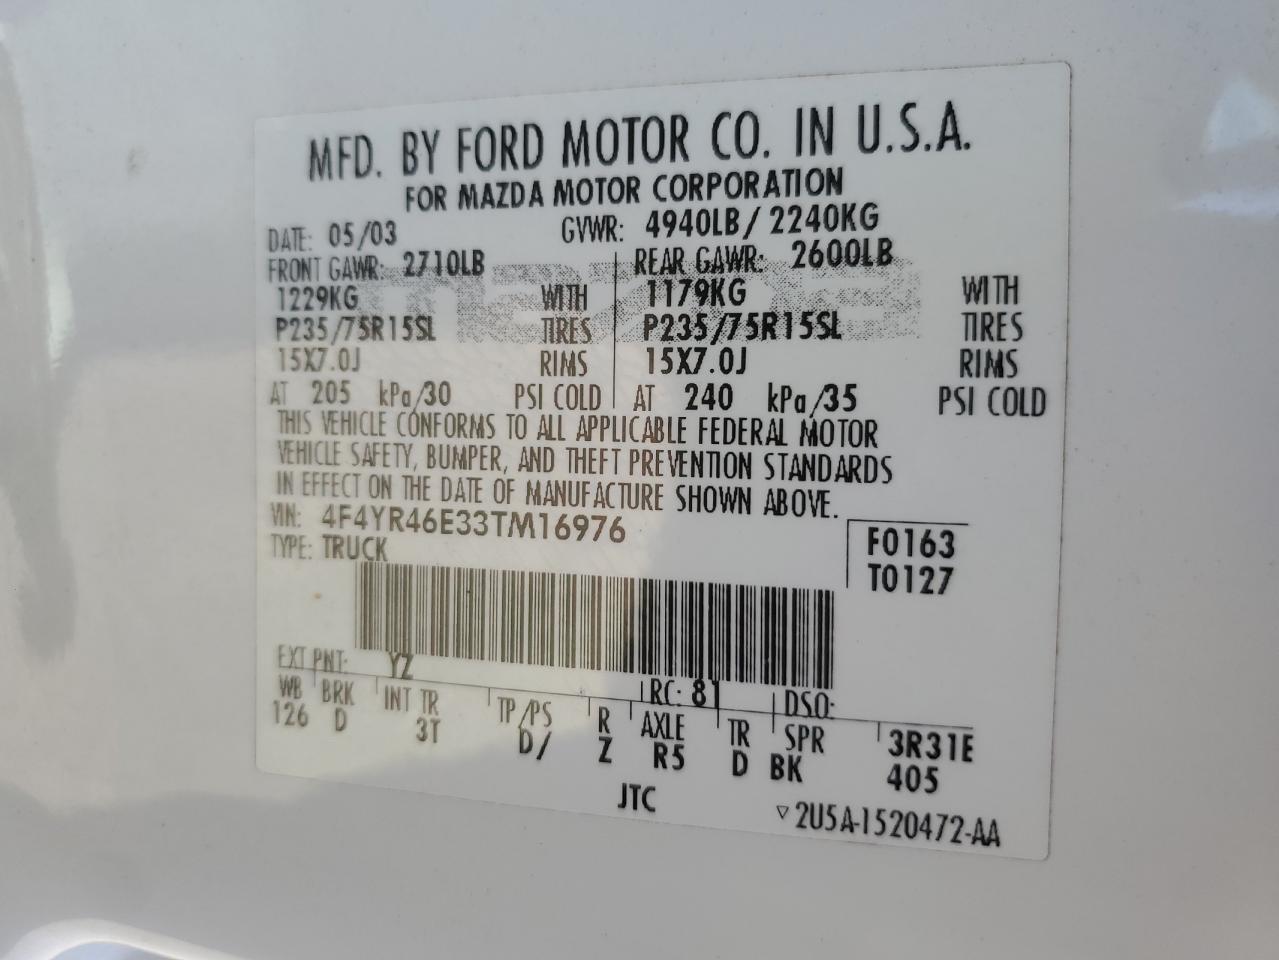 MFD. BY FORD MOTOR CO. IN U.S.A.
FOR MAZDA MOTOR CORPORATION
DATE: 05/03 GVWR: 4940LB / 2240KG
FRONT GAWR: 2710LB REAR GAWR: 2600LB
1229KG WITH 1179KG WITH
P235/75R15SL TIRES P235/75R15SL TIRES
15X7.0J RIMS 15X7.0J RIMS
AT 205 kPa/30 PSI COLD AT 240 kPa/35 PSI COLD
THIS VEHICLE CONFORMS TO ALL APPLICABLE FEDERAL MOTOR
VEHICLE SAFETY, BUMPER, AND THEFT PREVENTION STANDARDS
IN EFFECT ON THE DATE OF MANUFACTURE SHOWN ABOVE.
VIN: 4F4YR46E33TM16976 F0163
TYPE: TRUCK T0127
EXT PNT: YZ RC: 81 DSO:
WB BRK INT TR TP/PS R AXLE TR SPR 3R31E
126 D 3T D/ Z R5 D BK 405
JTC ▽2U5A-1520472-AA
mazda